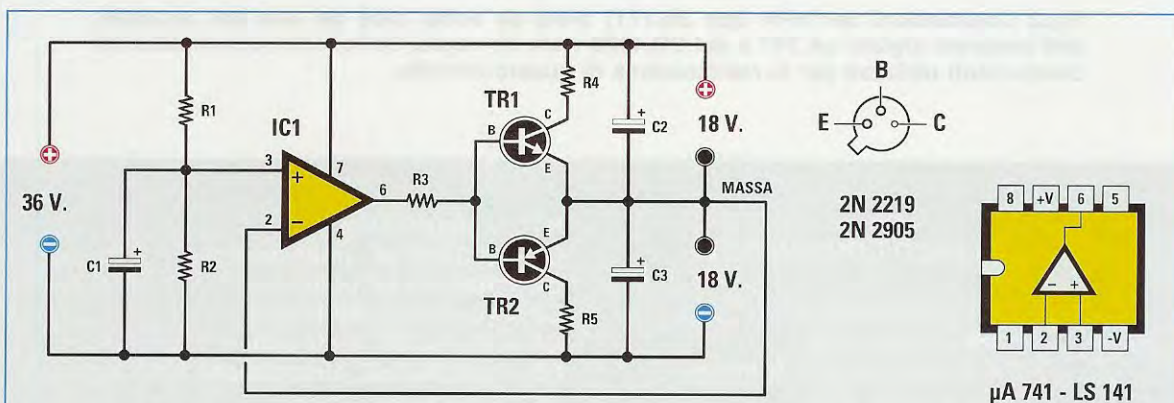 R1
R4
B
TR1
C
IC1
B
C2
18 V.
E
C
3
7
E
R3
6
MASSA
36 V.
2
4
2N 2219
2N 2905
8
+V
6
5
E
B
C1
R2
C3
18 V.
C
TR2
R5
1
2
3
-V
µA 741 - LS 141